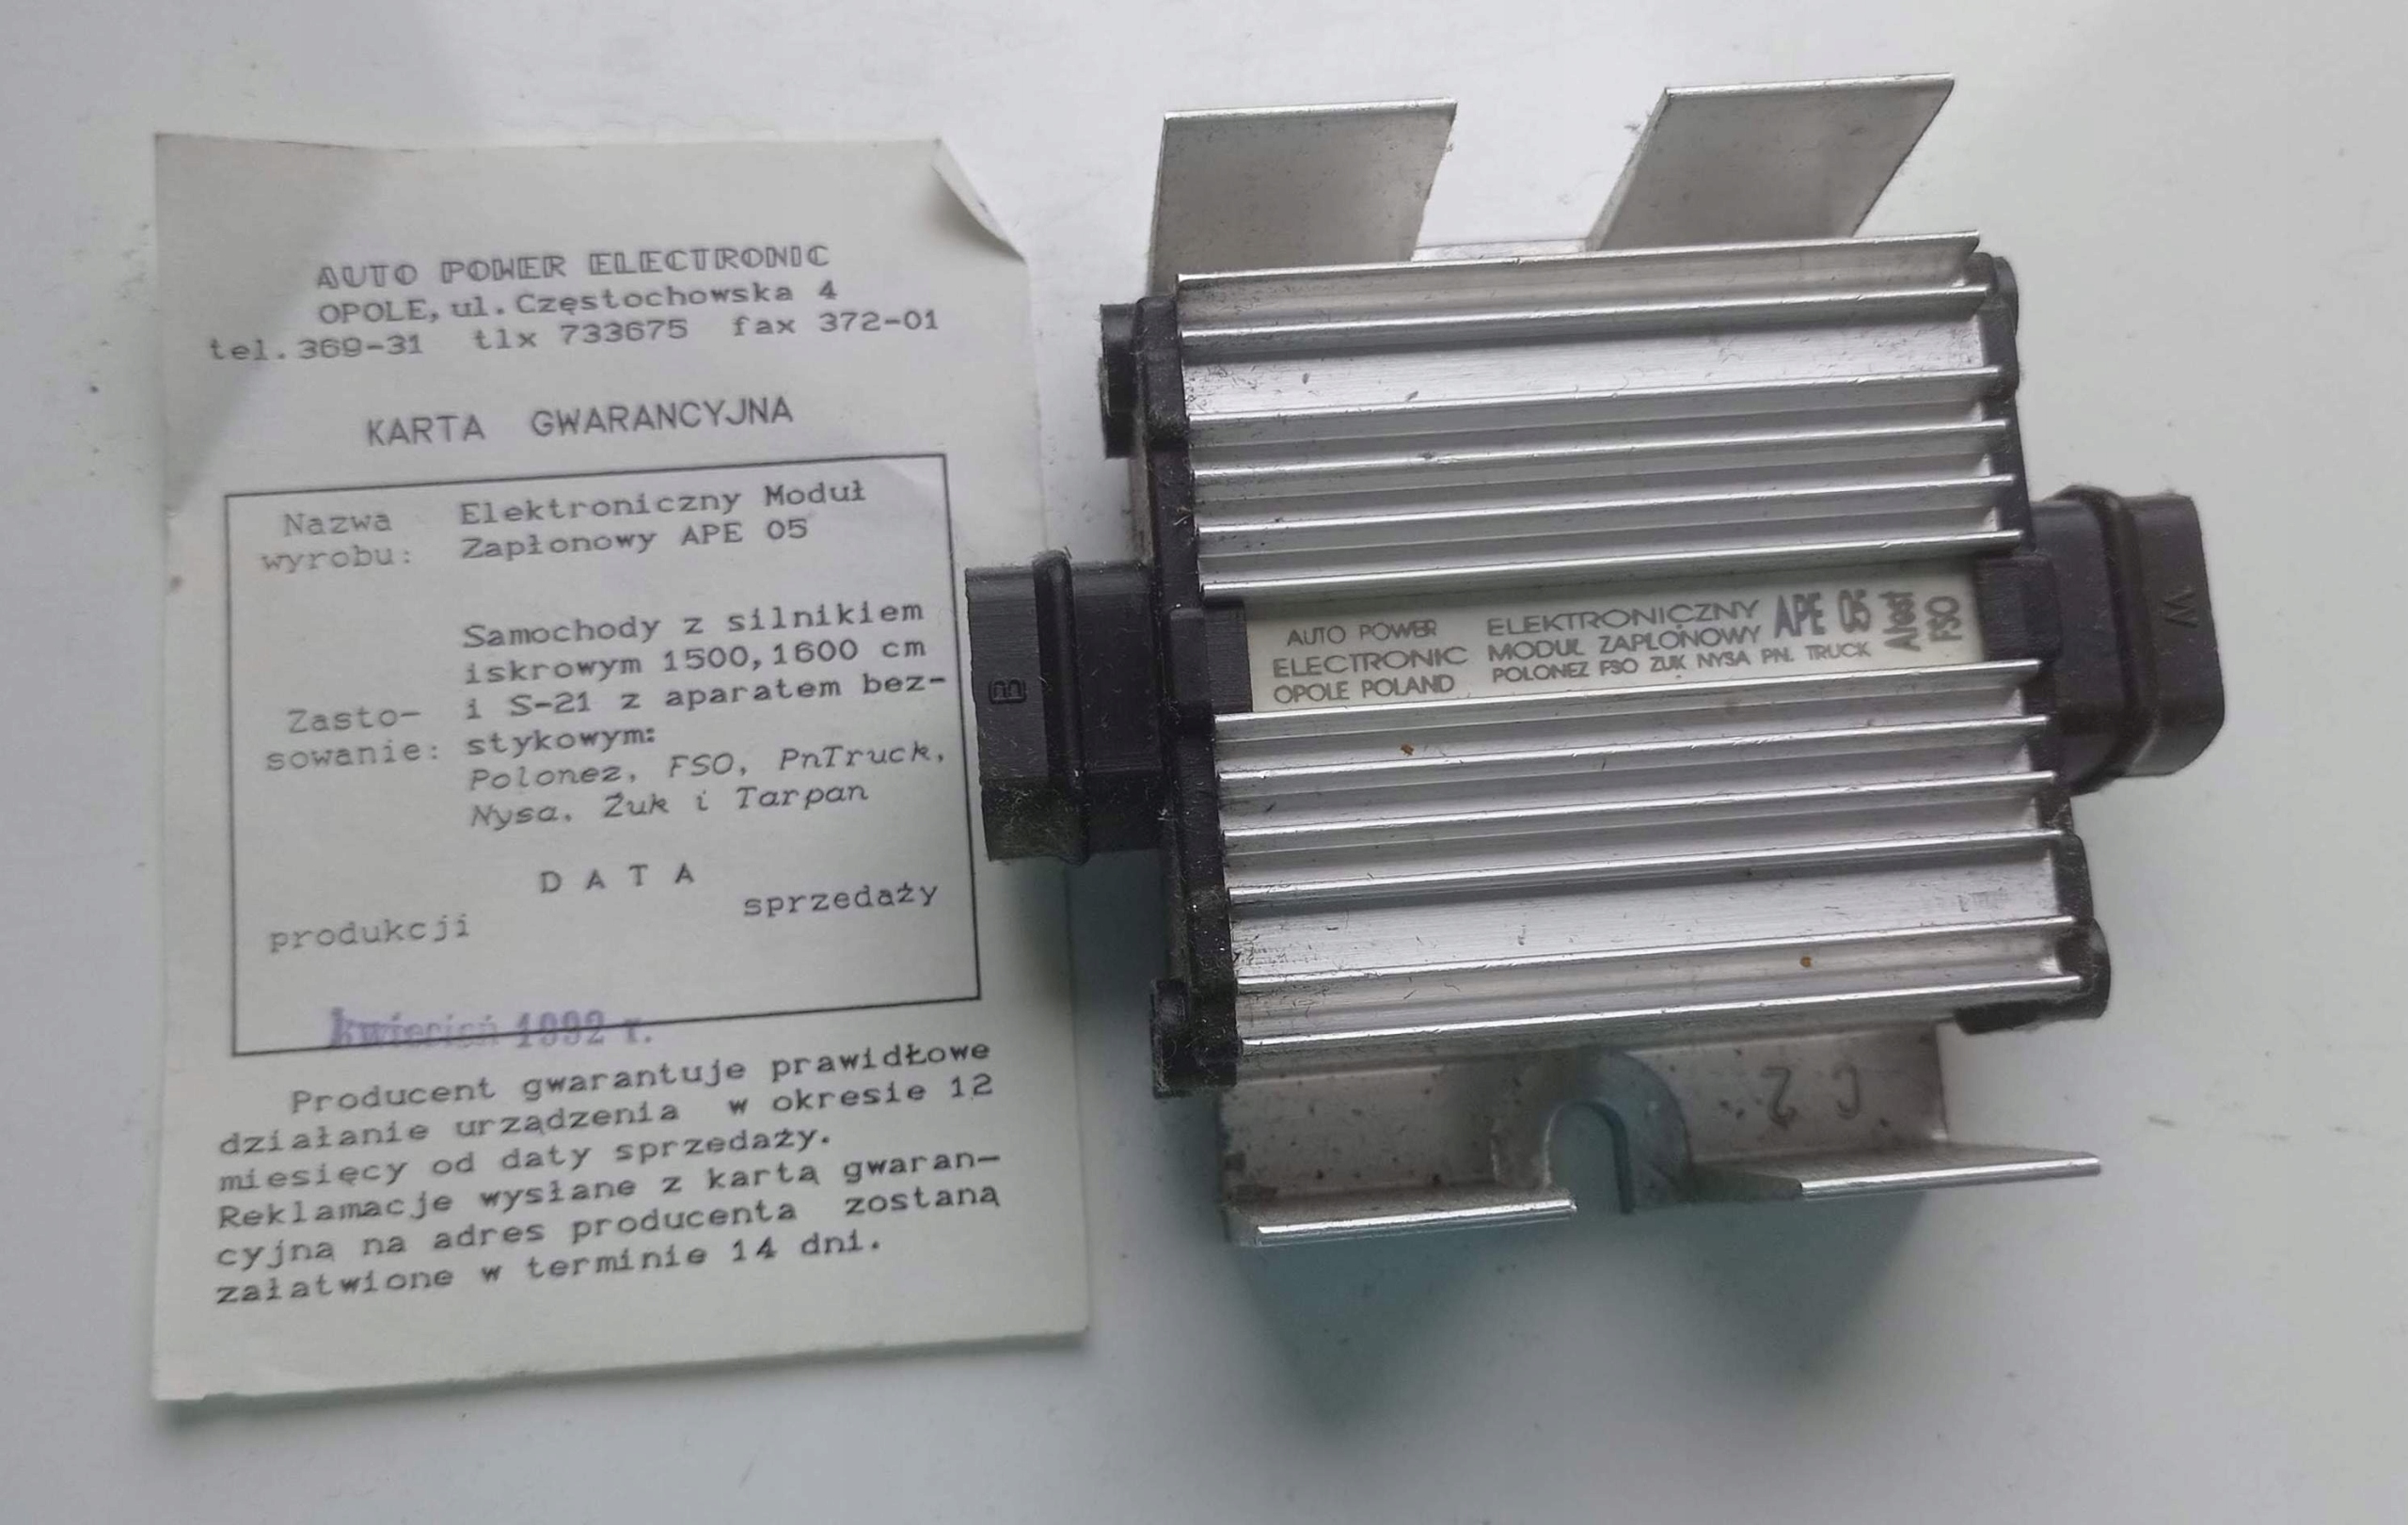 AUTO POWER ELECTRONIC
OPOLE, ul.Częstochowska 4
tel.369-31 tlx 733675 fax 372-01
KARTA GWARANCYJNA
Nazwa wyrobu:
Elektroniczny Moduł
Zapłonowy APE 05
Zasto-
sowanie:
Samochody z silnikiem
iskrowym 1500,1600 cm
i S-21 z aparatem bez-
stykowym:
Polonez, FSO, PnTruck,
Nysa, Żuk i Tarpan
D A T A
produkcji
sprzedaży
kwiecień 1992 r.
Producent gwarantuje prawidłowe
działanie urządzenia w okresie 12
miesięcy od daty sprzedaży.
Reklamacje wysłane z kartą gwaran-
cyjną na adres producenta zostaną
załatwione w terminie 14 dni.
B
AUTO POWER
ELECTRONIC
OPOLE POLAND
ELEKTRONICZNY
MODUŁ ZAPŁONOWY
POLONEZ FSO ŻUK NYSA PN. TRUCK
APE 05
Atest
FSO
W
C 2